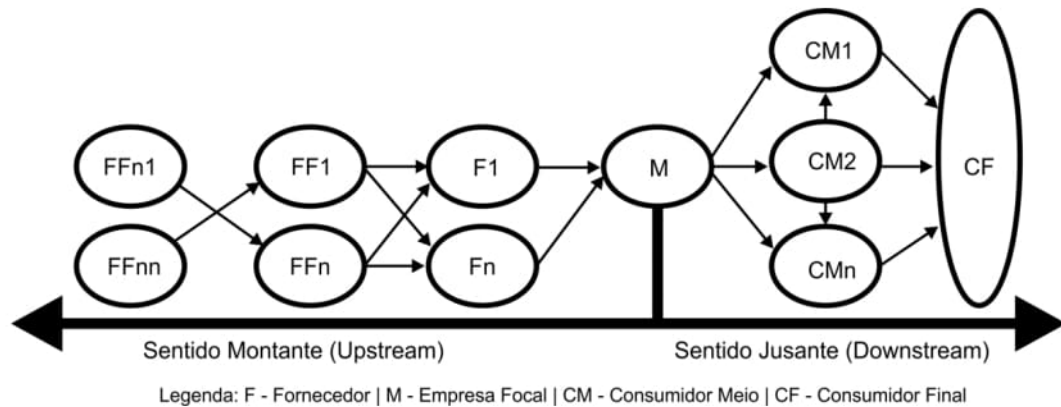 CM1
FFn1
FF1
F1
M
CM2
CF
FFnn
FFn
Fn
CMn
Sentido Montante (Upstream)
Sentido Jusante (Downstream)
Legenda: F - Fornecedor | M - Empresa Focal | CM - Consumidor Meio | CF - Consumidor Final